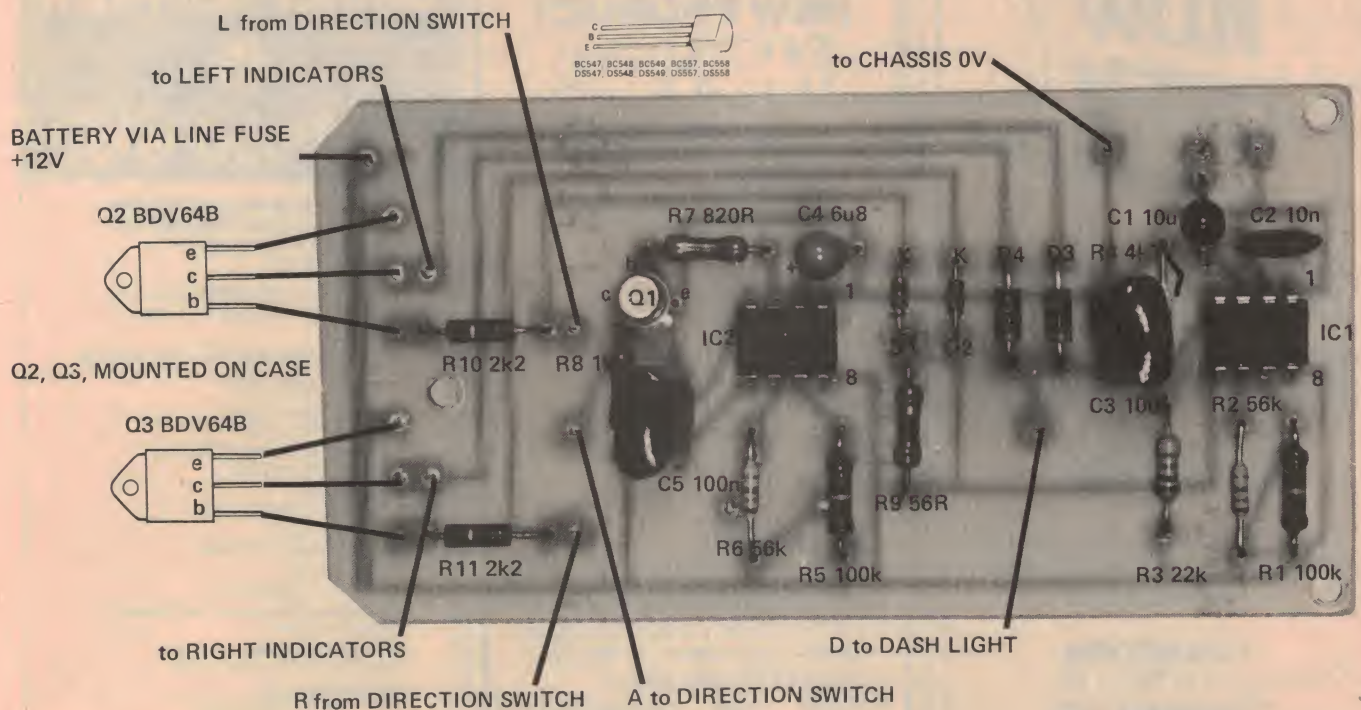 L from DIRECTION SWITCH
C
B
E
BC547, BC548 BC549 BC557, BC558
DS547, DS548, DS549, DS557, DS558
to CHASSIS 0V
to LEFT INDICATORS
BATTERY VIA LINE FUSE
+12V
Q2 BDV64B
e
c
b
R7 820R
C4 6u8
C1 10u
C2 10n
b
c
Q1
e
+
1
K
K
D4
D3
R4
+
1
IC2
IC1
R10 2k2
R8
8
D2
8
Q2, Q3, MOUNTED ON CASE
C3 10u
R2 56k
Q3 BDV64B
e
c
b
C5 100n
R9 56R
R6 56k
R11 2k2
R5 100k
R3 22k
R1 100k
to RIGHT INDICATORS
D to DASH LIGHT
R from DIRECTION SWITCH
A to DIRECTION SWITCH